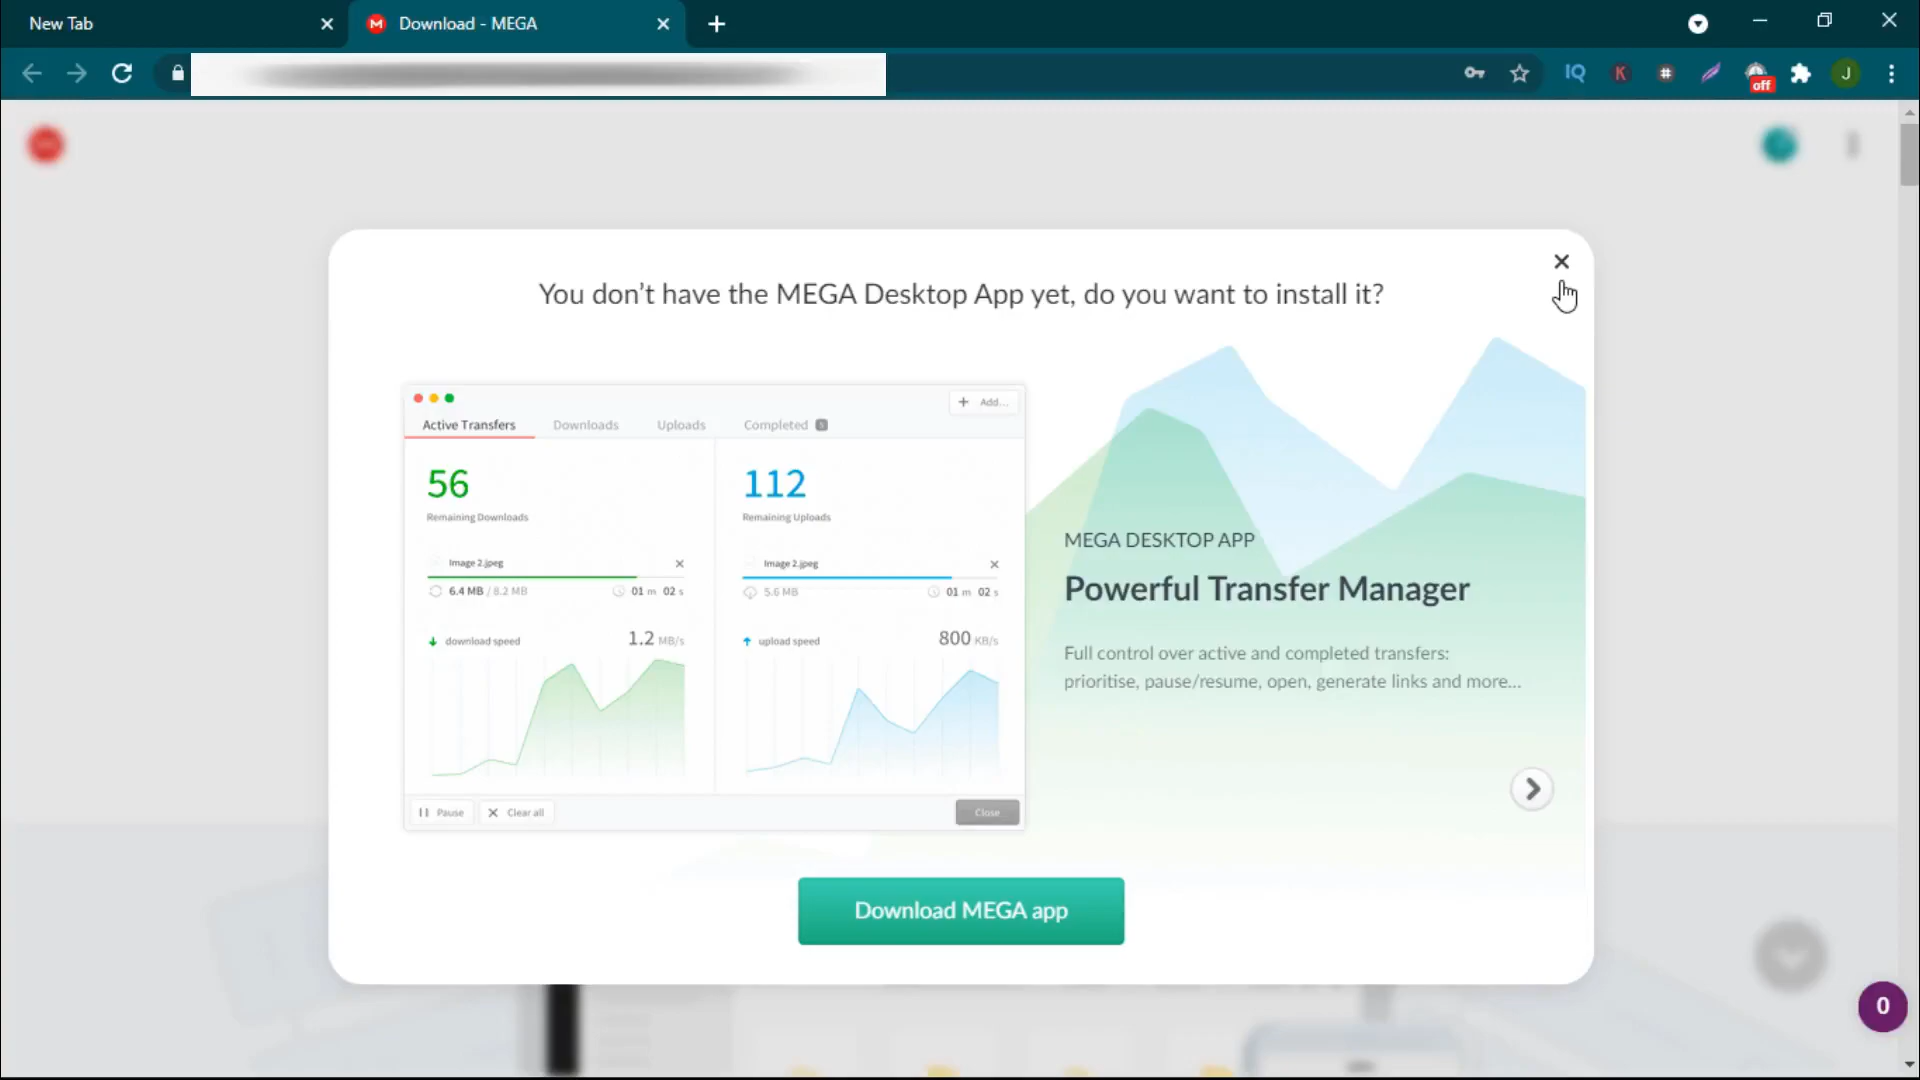 New Tab
Download - MEGA
IQ
K
#
off
J
You don't have the MEGA Desktop App yet, do you want to install it?
Add...
Active Transfers
Downloads
Uploads
Completed
56
Remaining Downloads
112
Remaining Uploads
Image 2.jpeg
6.4 MB / 8.2 MB
01 m 02 s
Image 2.jpeg
5.6 MB
01 m 02 s
download speed
1.2 MB/s
upload speed
800 KB/s
Pause
Clear all
Close
MEGA DESKTOP APP
Powerful Transfer Manager
Full control over active and completed transfers:
prioritise, pause/resume, open, generate links and more...
Download MEGA app
0